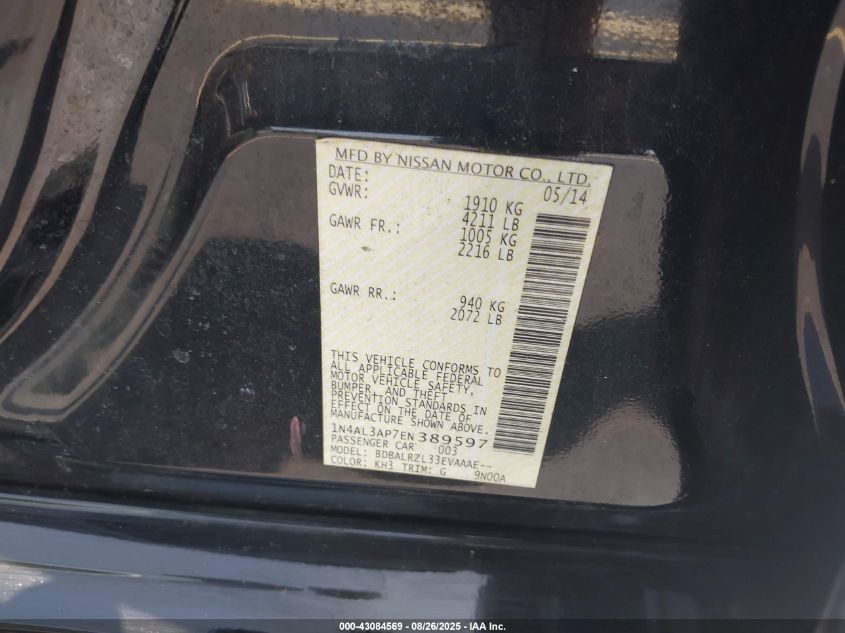 MFD BY NISSAN MOTOR CO., LTD.
DATE: 05/14
GVWR: 1910 KG
4211 LB
GAWR FR.: 1005 KG
2216 LB
GAWR RR.: 940 KG
2072 LB
THIS VEHICLE CONFORMS TO
ALL APPLICABLE FEDERAL
MOTOR VEHICLE SAFETY,
BUMPER, AND THEFT
PREVENTION STANDARDS IN
EFFECT ON THE DATE OF
MANUFACTURE SHOWN ABOVE.
1N4AL3AP7EN389597
PASSENGER CAR 003
MODEL: BDBALRZL33EVAAAE--
COLOR: KH3 TRIM: G 9N00A
000-43084569 - 08/26/2025 - IAA Inc.